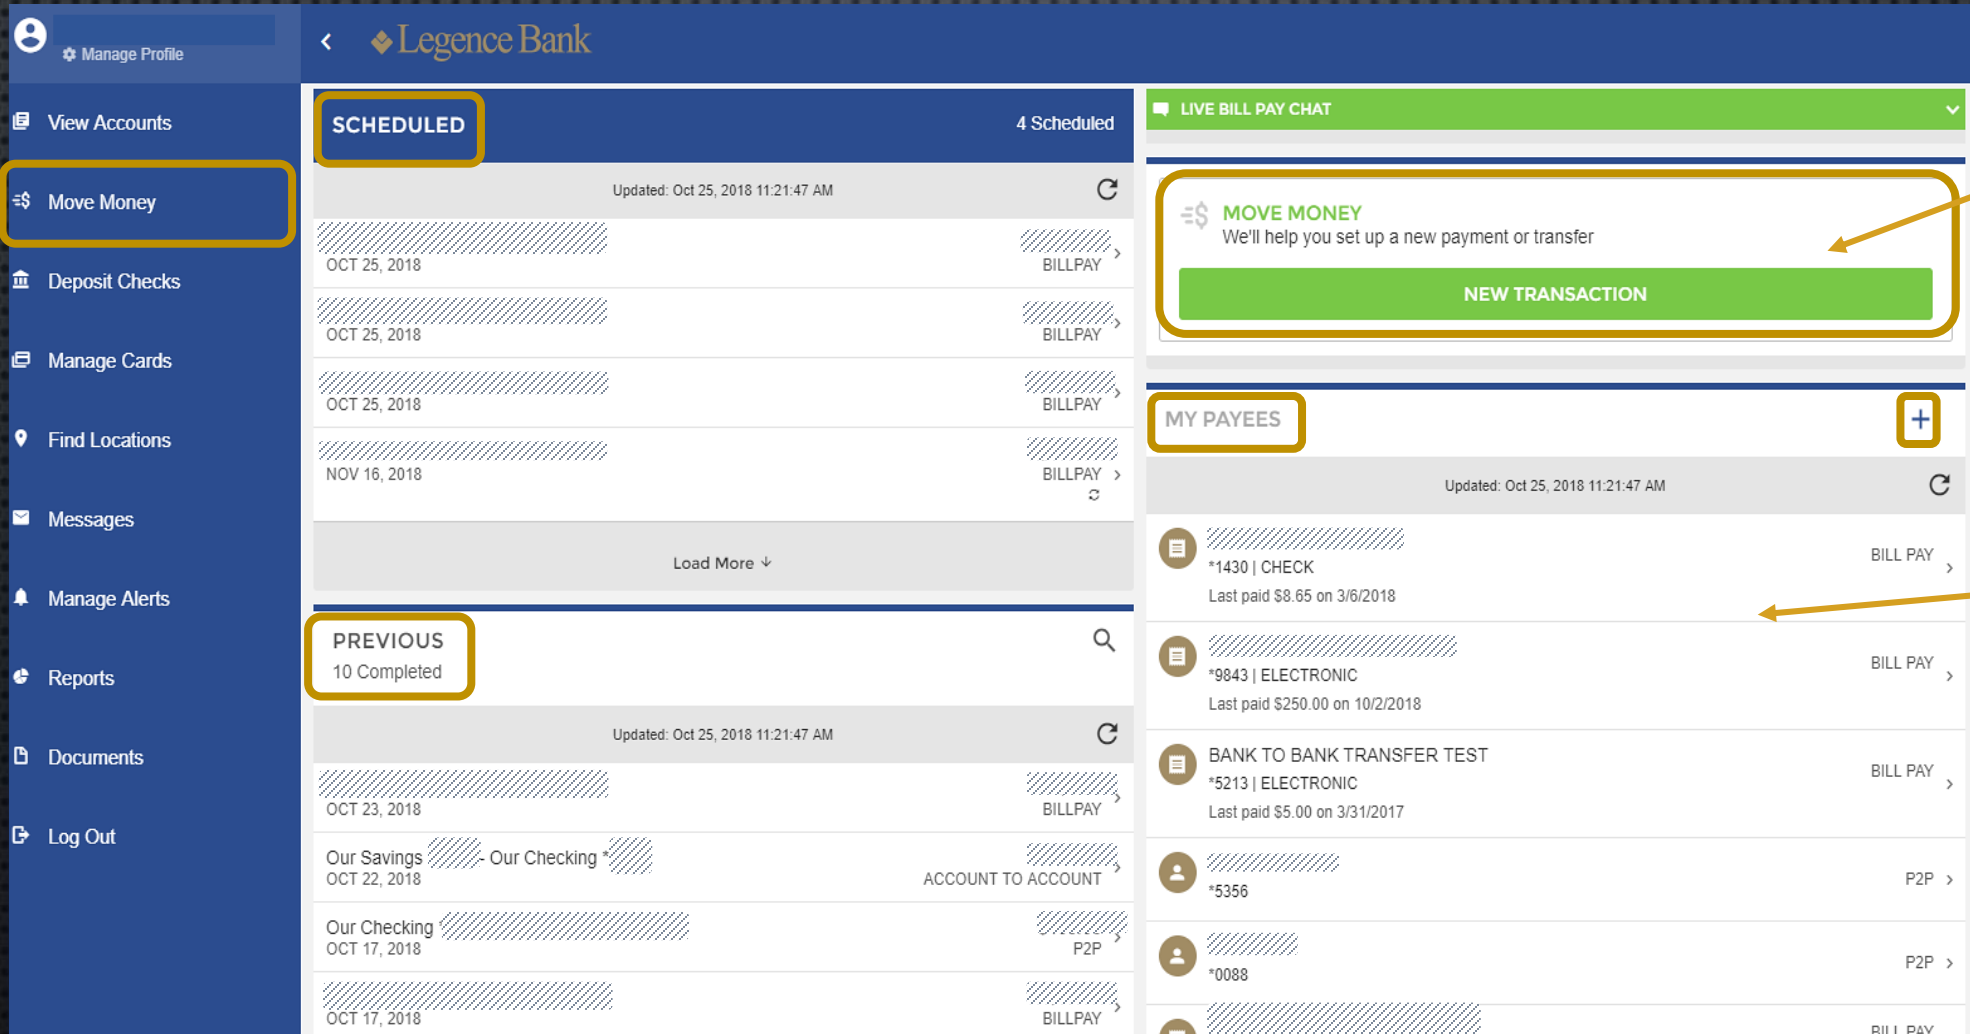 Manage Profile
Legence Bank
View Accounts
Move Money
Deposit Checks
Manage Cards
Find Locations
Messages
Manage Alerts
Reports
Documents
Log Out
SCHEDULED
4 Scheduled
Updated: Oct 25, 2018 11:21:47 AM
OCT 25, 2018
BILLPAY
OCT 25, 2018
BILLPAY
OCT 25, 2018
BILLPAY
NOV 16, 2018
BILLPAY
Load More
PREVIOUS
10 Completed
Updated: Oct 25, 2018 11:21:47 AM
OCT 23, 2018
BILLPAY
Our Savings - Our Checking *
OCT 22, 2018
ACCOUNT TO ACCOUNT
Our Checking
OCT 17, 2018
P2P
OCT 17, 2018
BILLPAY
LIVE BILL PAY CHAT
MOVE MONEY
We'll help you set up a new payment or transfer
NEW TRANSACTION
MY PAYEES
Updated: Oct 25, 2018 11:21:47 AM
*1430 | CHECK
Last paid $8.65 on 3/6/2018
BILL PAY
*9843 | ELECTRONIC
Last paid $250.00 on 10/2/2018
BILL PAY
BANK TO BANK TRANSFER TEST
*5213 | ELECTRONIC
Last paid $5.00 on 3/31/2017
BILL PAY
*5356
P2P
*0088
P2P
BILL PAY